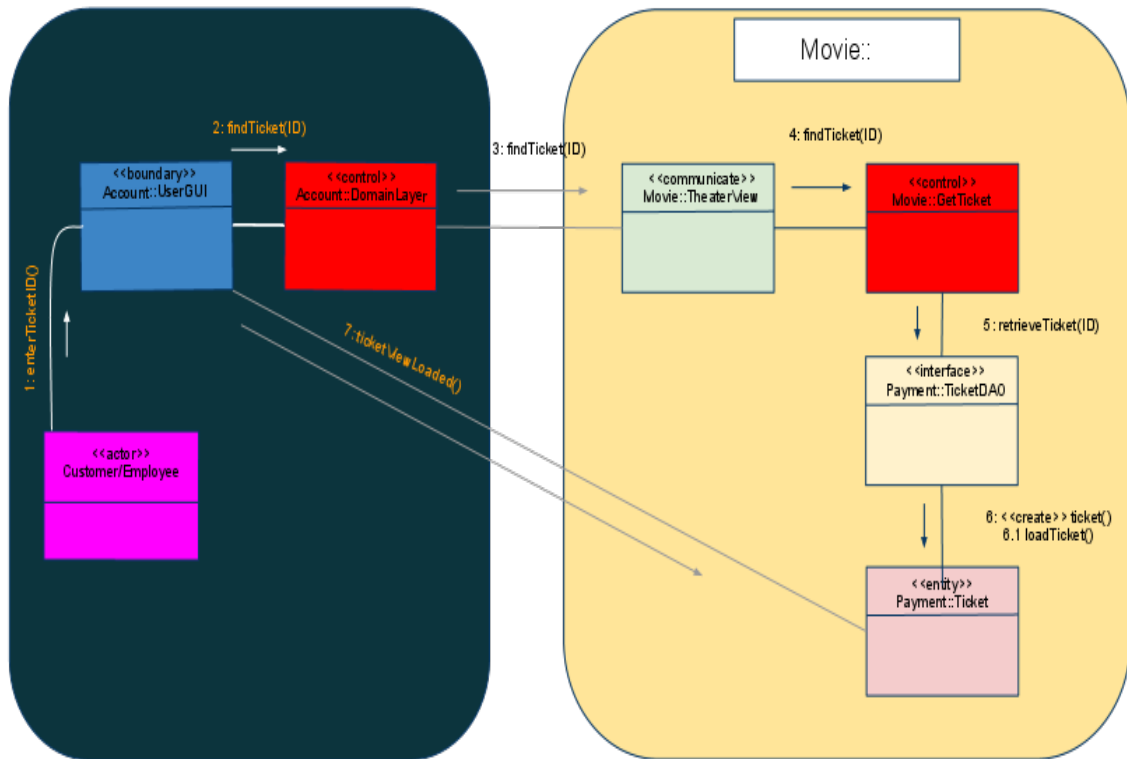 Movie::
2: findTicket(ID)
3: findTicket(ID)
4: findTicket(ID)
<<boundary>>
Account::UserGUI
<<control>>
Account::DomainLayer
<<communicate>>
Movie::TheaterView
<<control>>
Movie::GetTicket
1: enterTicketID()
7:ticketViewLoaded()
5: retrieveTicket(ID)
<<interface>>
Payment::TicketDAO
<<actor>>
Customer/Employee
6: <<create>> ticket()
6.1 loadTicket()
<<entity>>
Payment::Ticket